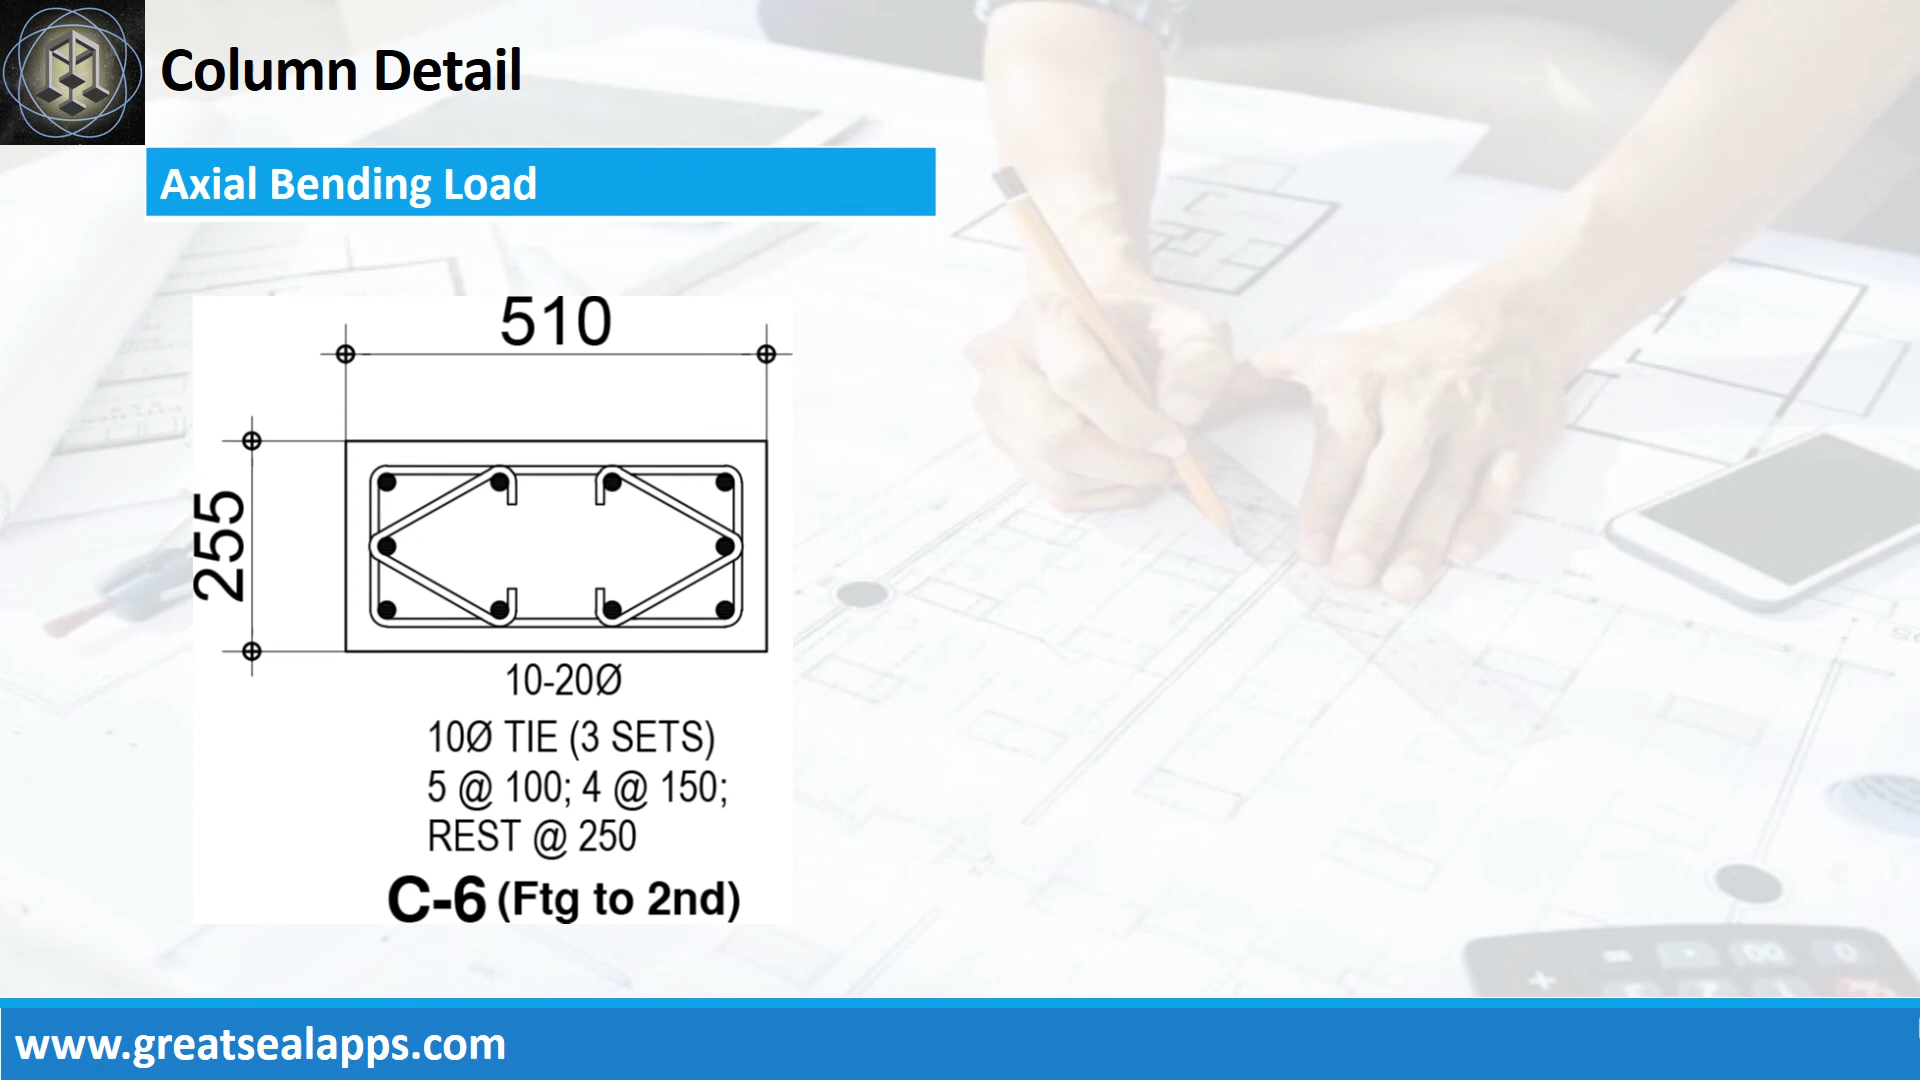 Column Detail
Axial Bending Load
510
255
10-20Ø
10Ø TIE (3 SETS)
5 @ 100; 4 @ 150;
REST @ 250
C-6 (Ftg to 2nd)
www.greatsealapps.com